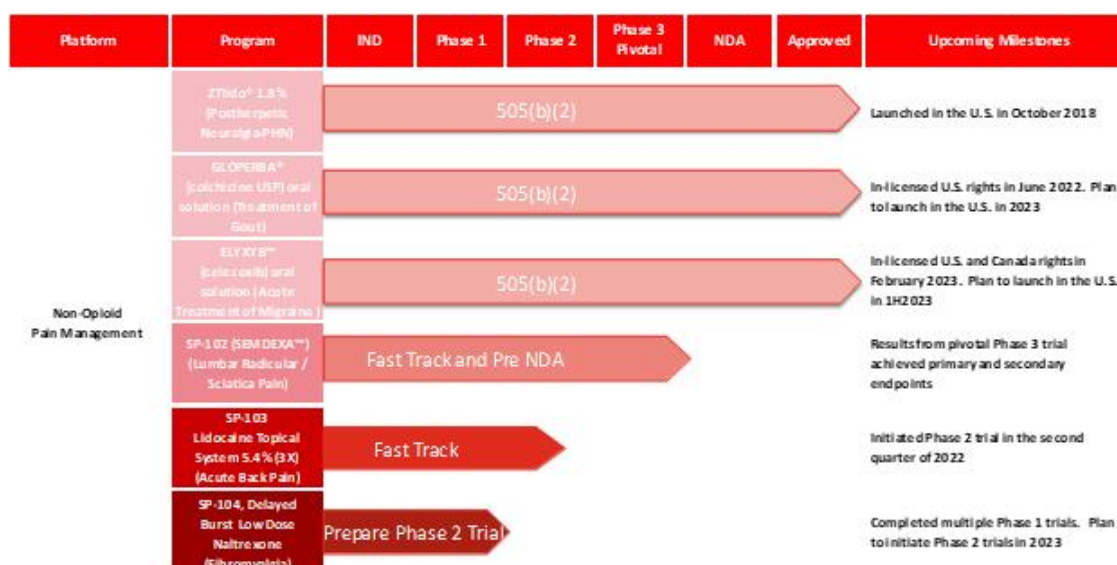 Platform
Program
IND
Phase 1
Phase 2
Phase 3
Pivotal
NDA
Approved
Upcoming Milestones
Non-Opioid
Pain Management
ZTlido® 1.8%
(Postherpetic
Neuralgia-PHN)
505(b)(2)
Launched in the U.S. in October 2018
GLOPERBA®
(colchicine USP) oral
solution (Treatment of
Gout)
505(b)(2)
In-licensed U.S. rights in June 2022. Plan
to launch in the U.S. in 2023
ELYXYB™
(celecoxib) oral
solution (Acute
Treatment of Migraine)
505(b)(2)
In-licensed U.S. and Canada rights in
February 2023. Plan to launch in the U.S.
in 1H2023
SP-102 (SEMDEXA™)
(Lumbar Radicular /
Sciatica Pain)
Fast Track and Pre NDA
Results from pivotal Phase 3 trial
achieved primary and secondary
endpoints
SP-103
Lidocaine Topical
System 5.4% (3X)
(Acute Back Pain)
Fast Track
Initiated Phase 2 trial in the second
quarter of 2022
SP-104, Delayed
Burst Low Dose
Naltrexone
(Fibromyalgia)
Prepare Phase 2 Trial
Completed multiple Phase 1 trials. Plan
to initiate Phase 2 trials in 2023